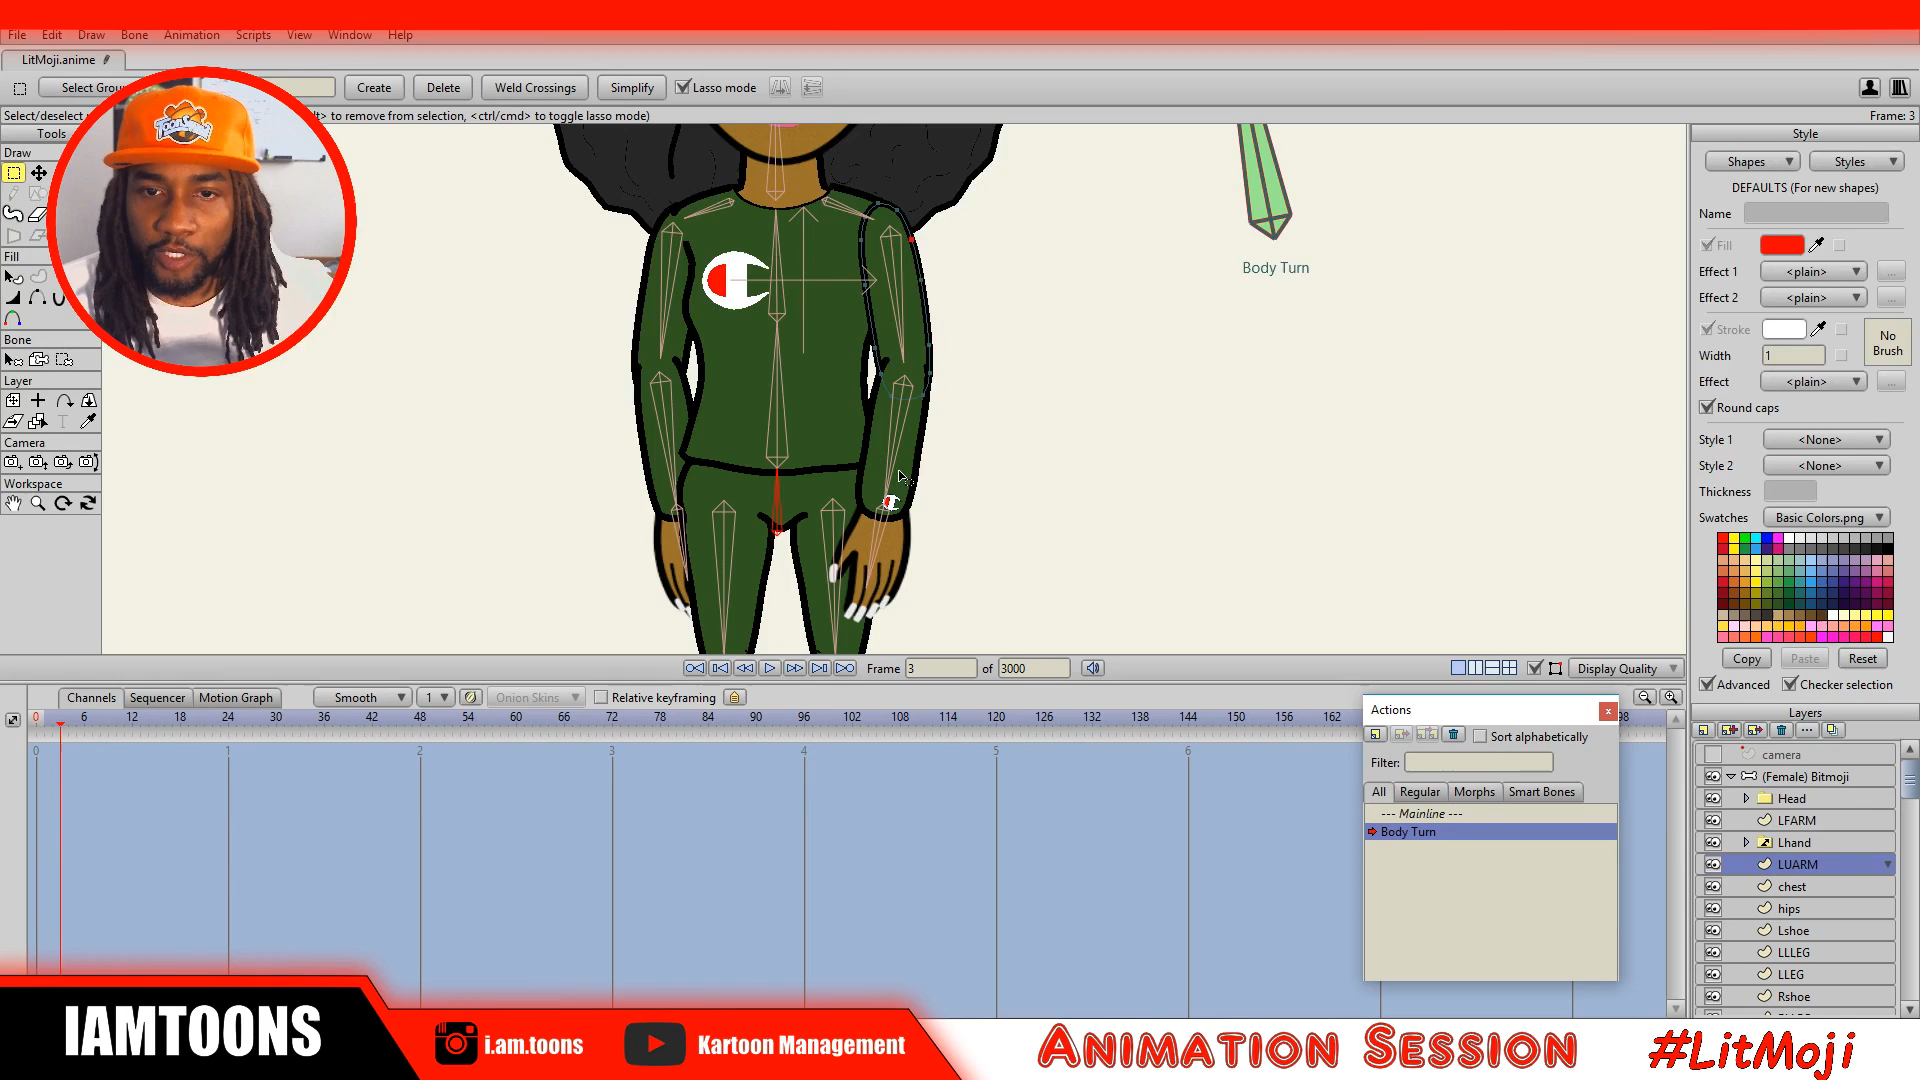 File Edit Draw Bone Animation Scripts View Window Help
LitMoji.anime
Select Grou
Create
Delete
Weld Crossings
Simplify
Lasso mode
Select/deselect
to remove from selection, <ctrl/cmd> to toggle lasso mode)
Frame: 3
Tools
Draw
Fill
Bone
Layer
Camera
Workspace
Body Turn
Style
Shapes
Styles
DEFAULTS (For new shapes)
Name
Fill
Effect 1 <plain> ...
Effect 2 <plain> ...
Stroke
Width 1
No Brush
Effect <plain> ...
Round caps
Style 1 <None>
Style 2 <None>
Thickness
Swatches Basic Colors.png
Copy Paste Reset
Advanced Checker selection
Frame 3 of 3000
Display Quality
Channels Sequencer Motion Graph Smooth 1 Onion Skins Relative keyframing
0 6 12 18 24 30 36 42 48 54 60 66 72 78 84 90 96 102 108 114 120 126 132 138 144 150 156 162 98
0 1 2 3 4 5 6
Actions
Sort alphabetically
Filter:
All Regular Morphs Smart Bones
--- Mainline ---
Body Turn
Layers
camera
(Female) Bitmoji
Head
LFARM
Lhand
LUARM
chest
hips
Lshoe
LLLEG
LLEG
Rshoe
IAMTOONS
i.am.toons
Kartoon Management
Animation Session
#LitMoji